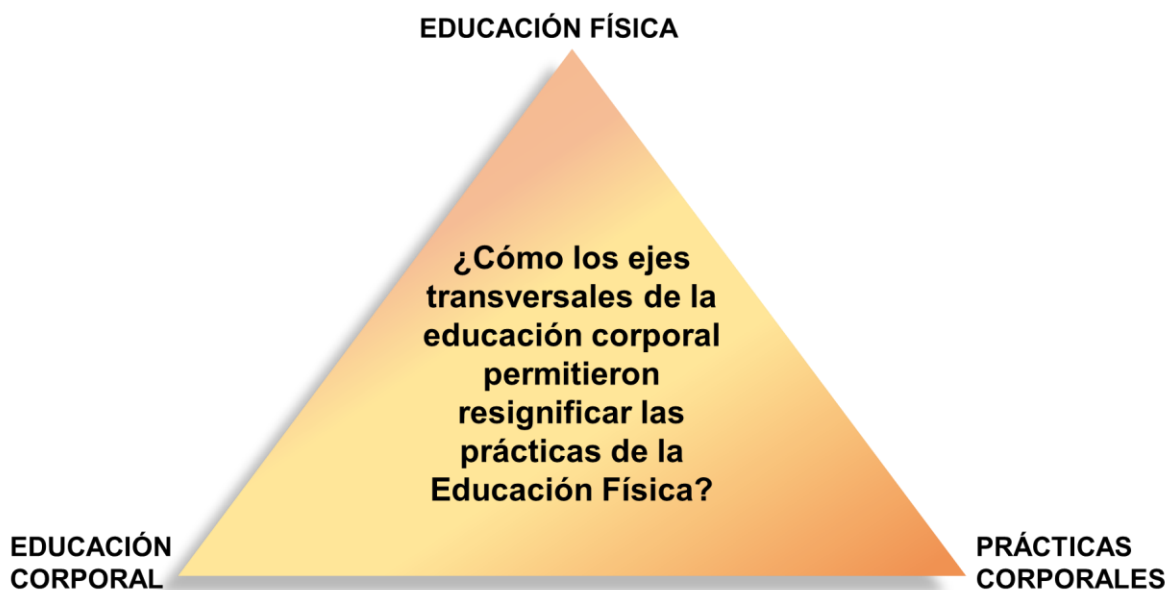 EDUCACIÓN FÍSICA
¿Cómo los ejes
transversales de la
educación corporal
permitieron
resignificar las
prácticas de la
Educación Física?
EDUCACIÓN
CORPORAL
PRÁCTICAS
CORPORALES